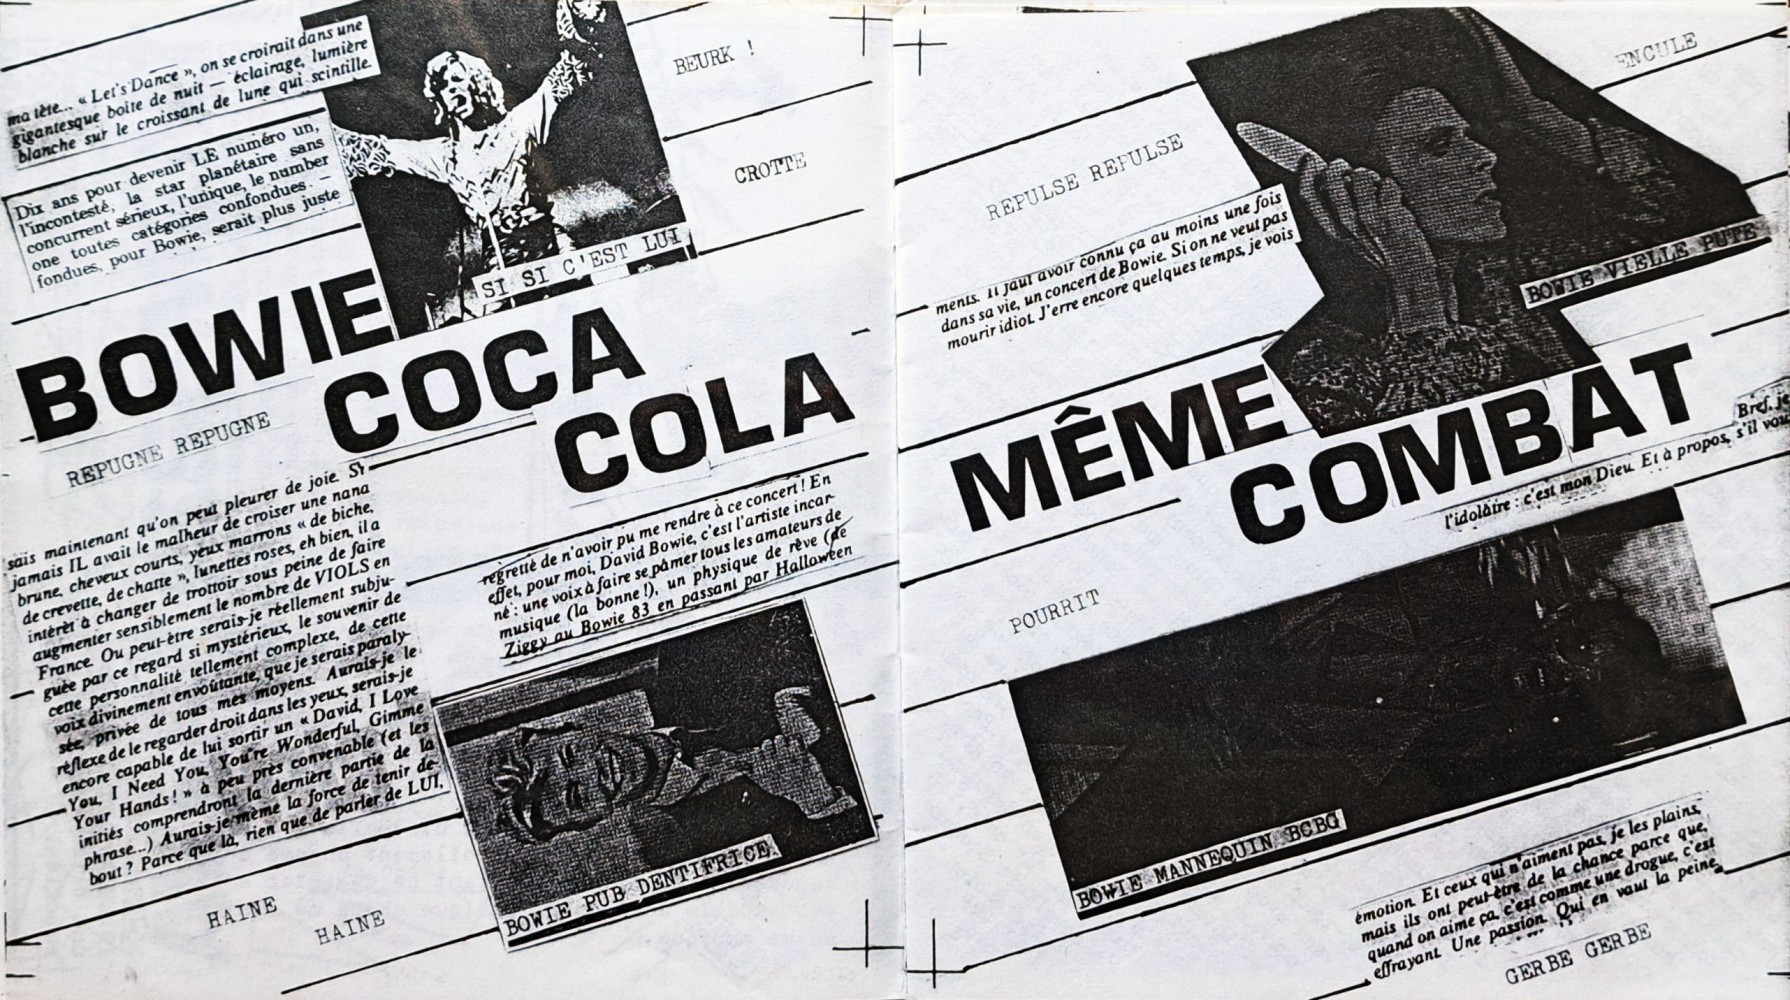 ma tête... « Let's Dance », on se croirait dans une
gigantesque boîte de nuit — éclairage, lumière
blanche sur le croissant de lune qui scintille.
Dix ans pour devenir LE numéro un,
l'incontesté, la star planétaire sans
concurrent sérieux, l'unique, le number
one toutes catégories confondues. —
fondues, pour Bowie, serait plus juste
BEURK !
CROTTE
SI SI C'EST LUI
BOWIE
COCA
COLA
REPUGNE REPUGNE
sais maintenant qu'on peut pleurer de joie. Si
jamais IL avait le malheur de croiser une nana
brune, cheveux courts, yeux marrons « de biche,
de crevette, de chatte », lunettes roses, eh bien, il a
intérêt à changer de trottoir sous peine de faire
augmenter sensiblement le nombre de VIOLS en
France. Ou peut-être serais-je réellement subju-
guée par ce regard si mystérieux, le souvenir de
cette personnalité tellement complexe, de cette
voix divinement envoûtante, que je serais paraly-
sée, privée de tous mes moyens. Aurais-je le
réflexe de le regarder droit dans les yeux, serais-je
encore capable de lui sortir un « David, I Love
You, I Need You, You're Wonderful, Gimme
Your Hands ! » à peu près convenable (et les
initiés comprendront la dernière partie de la
phrase...) Aurais-je même la force de tenir de-
bout ? Parce que là, rien que de parler de LUI,
HAINE
HAINE
regretté de n'avoir pu me rendre à ce concert ! En
effet, pour moi, David Bowie, c'est l'artiste incar-
né : une voix à faire se pâmer tous les amateurs de
musique (la bonne !), un physique de rêve (de
Ziggy au Bowie 83 en passant par Halloween
BOWIE PUB DENTIFRICE
ENCULE
REPULSE REPULSE
ments. Il faut avoir connu ça au moins une fois
dans sa vie, un concert de Bowie. Si on ne veut pas
mourir idiot. J'erre encore quelques temps, je vois
BOWIE VIELLE PUTE
MÊME
COMBAT
Bref, je
l'idolâtre : c'est mon Dieu. Et à propos, s'il vou
POURRIT
BOWIE MANNEQUIN BCBG
émotion. Et ceux qui n'aiment pas, je les plains,
mais ils ont peut-être de la chance parce que,
quand on aime ça, c'est comme une drogue, c'est
effrayant. Une passion. Qui en vaut la peine
GERBE GERBE